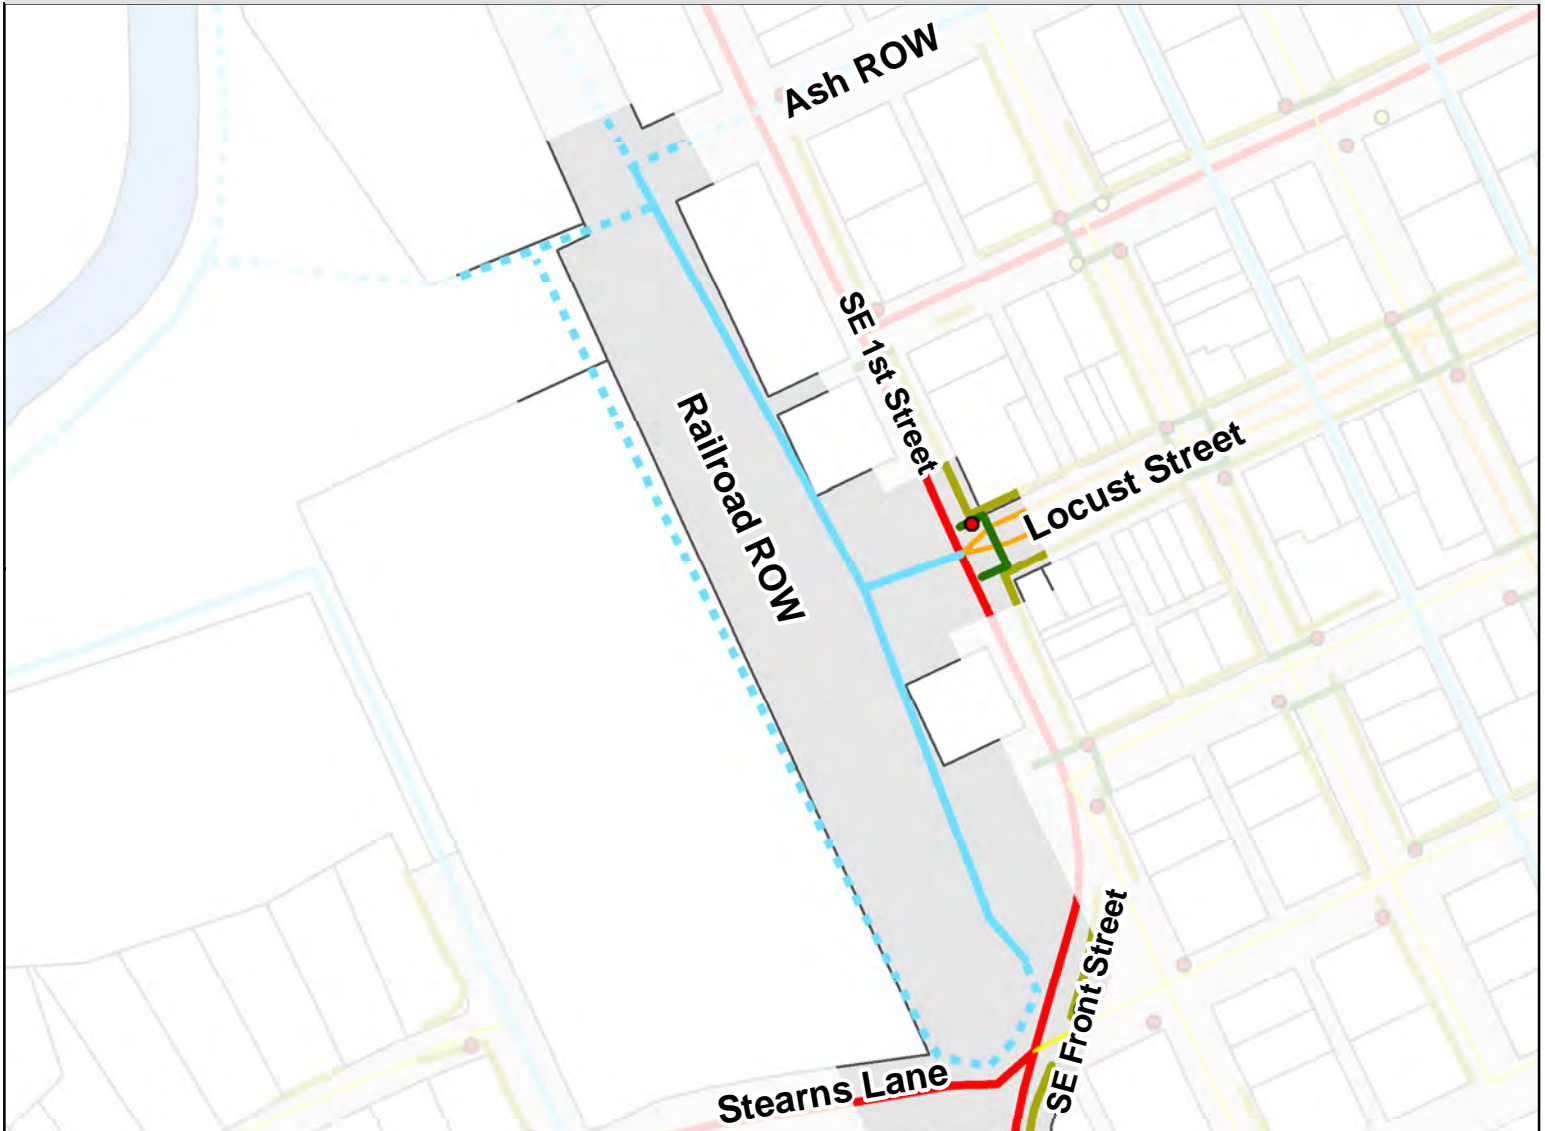 Ash ROW
SE 1st Street
Railroad ROW
Locust Street
SE Front Street
Stearns Lane